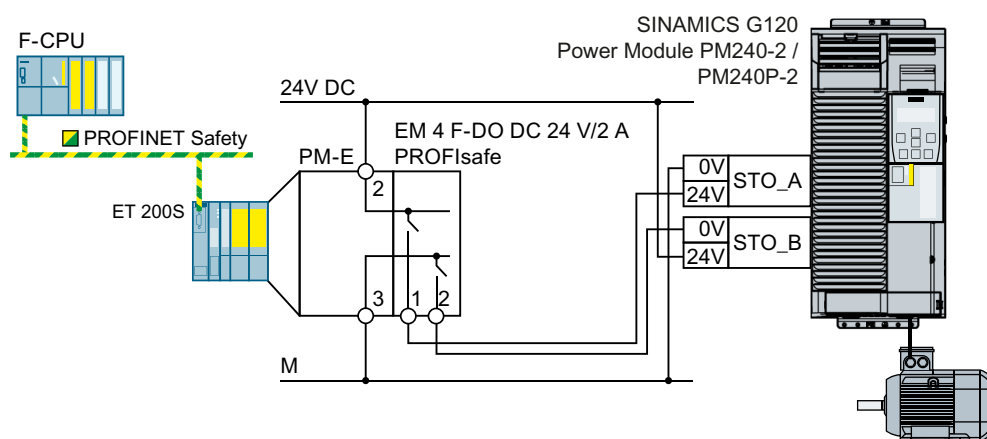 SINAMICS G120
Power Module PM240-2 /
PM240P-2
F-CPU
24V DC
PROFINET Safety
EM 4 F-DO DC 24 V/2 A
PROFIsafe
PM-E
2
0V
24V
STO_A
ET 200S
0V
24V
STO_B
3
1
2
M